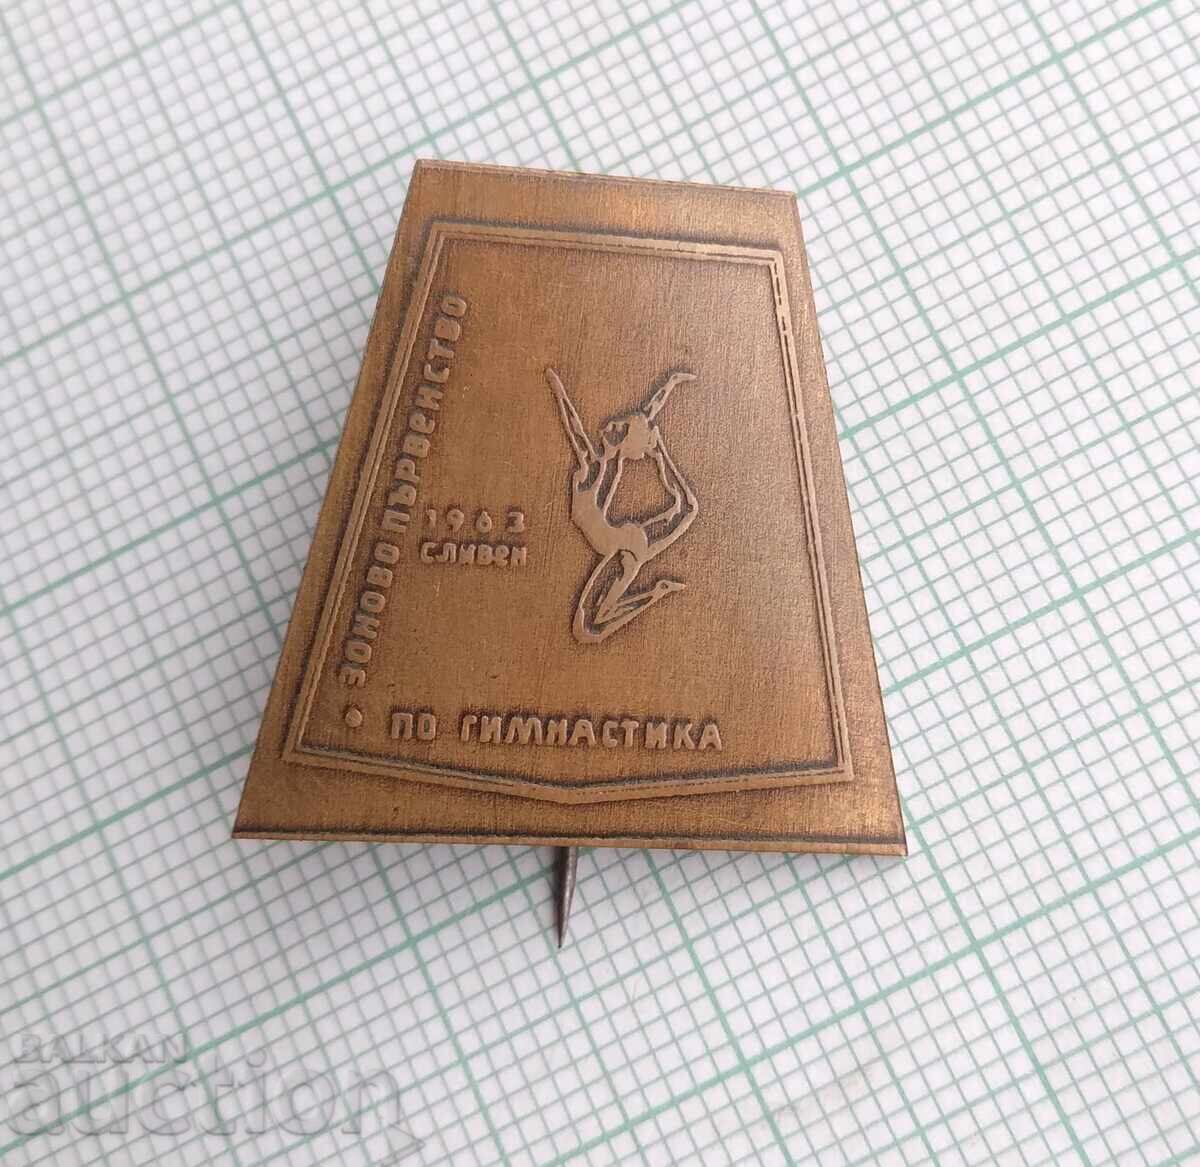 ЗОНОВО ПЪРВЕНСТВО
1963
СЛИВЕН
ПО ГИМНАСТИКА
BALKAN
auction